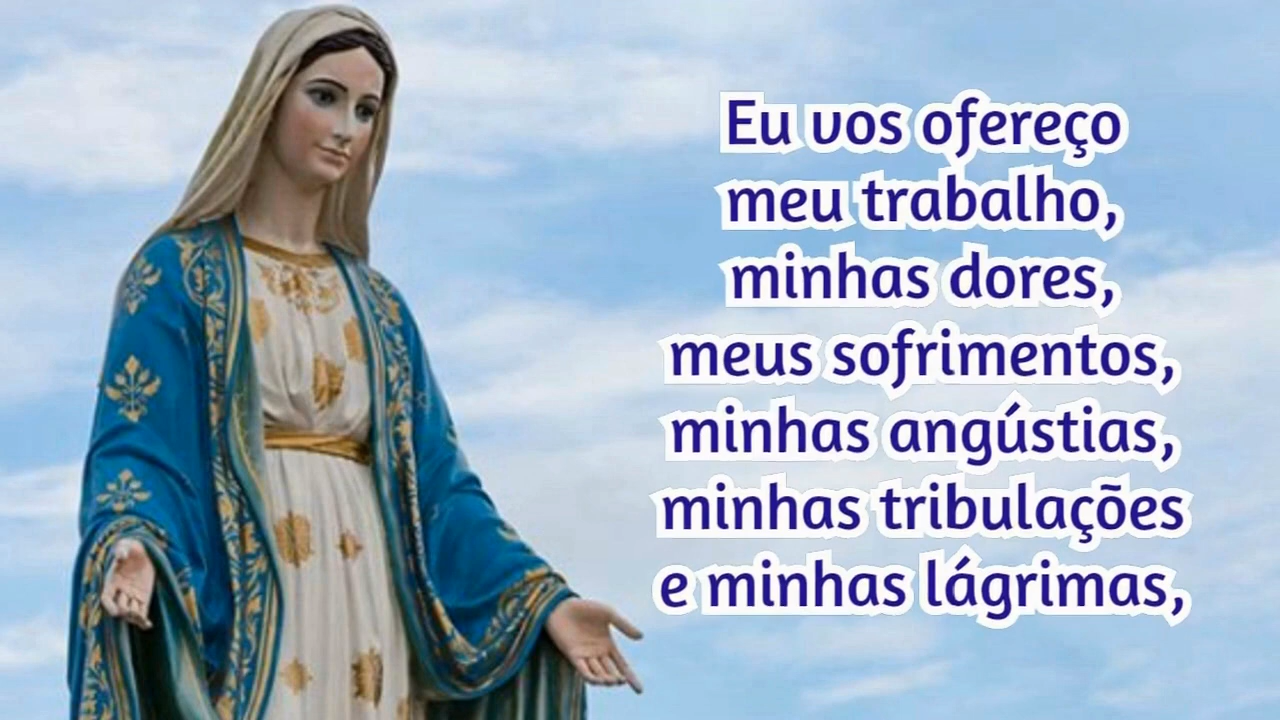 Eu vos ofereço
meu trabalho,
minhas dores,
meus sofrimentos,
minhas angústias,
minhas tribulações
e minhas lágrimas,